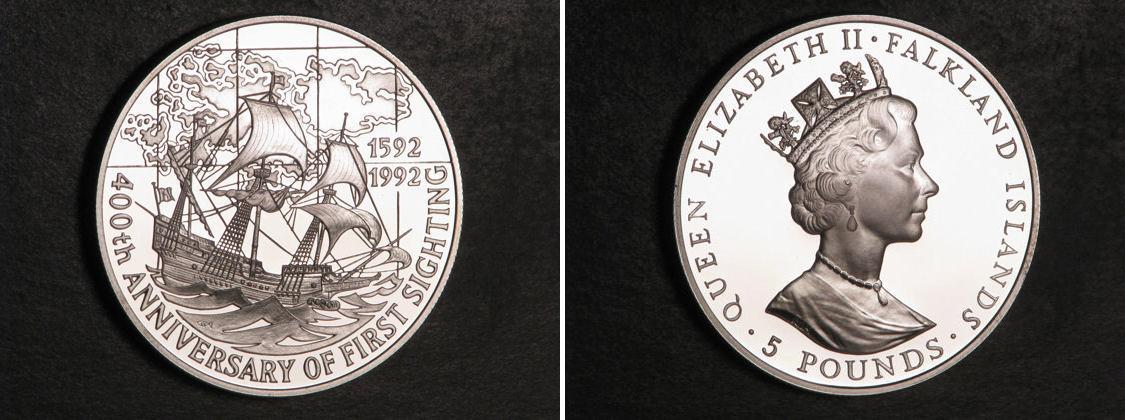 1592
1992
400th ANNIVERSARY OF FIRST SIGHTING
QUEEN ELIZABETH II · FALKLAND ISLANDS ·
5 POUNDS ·